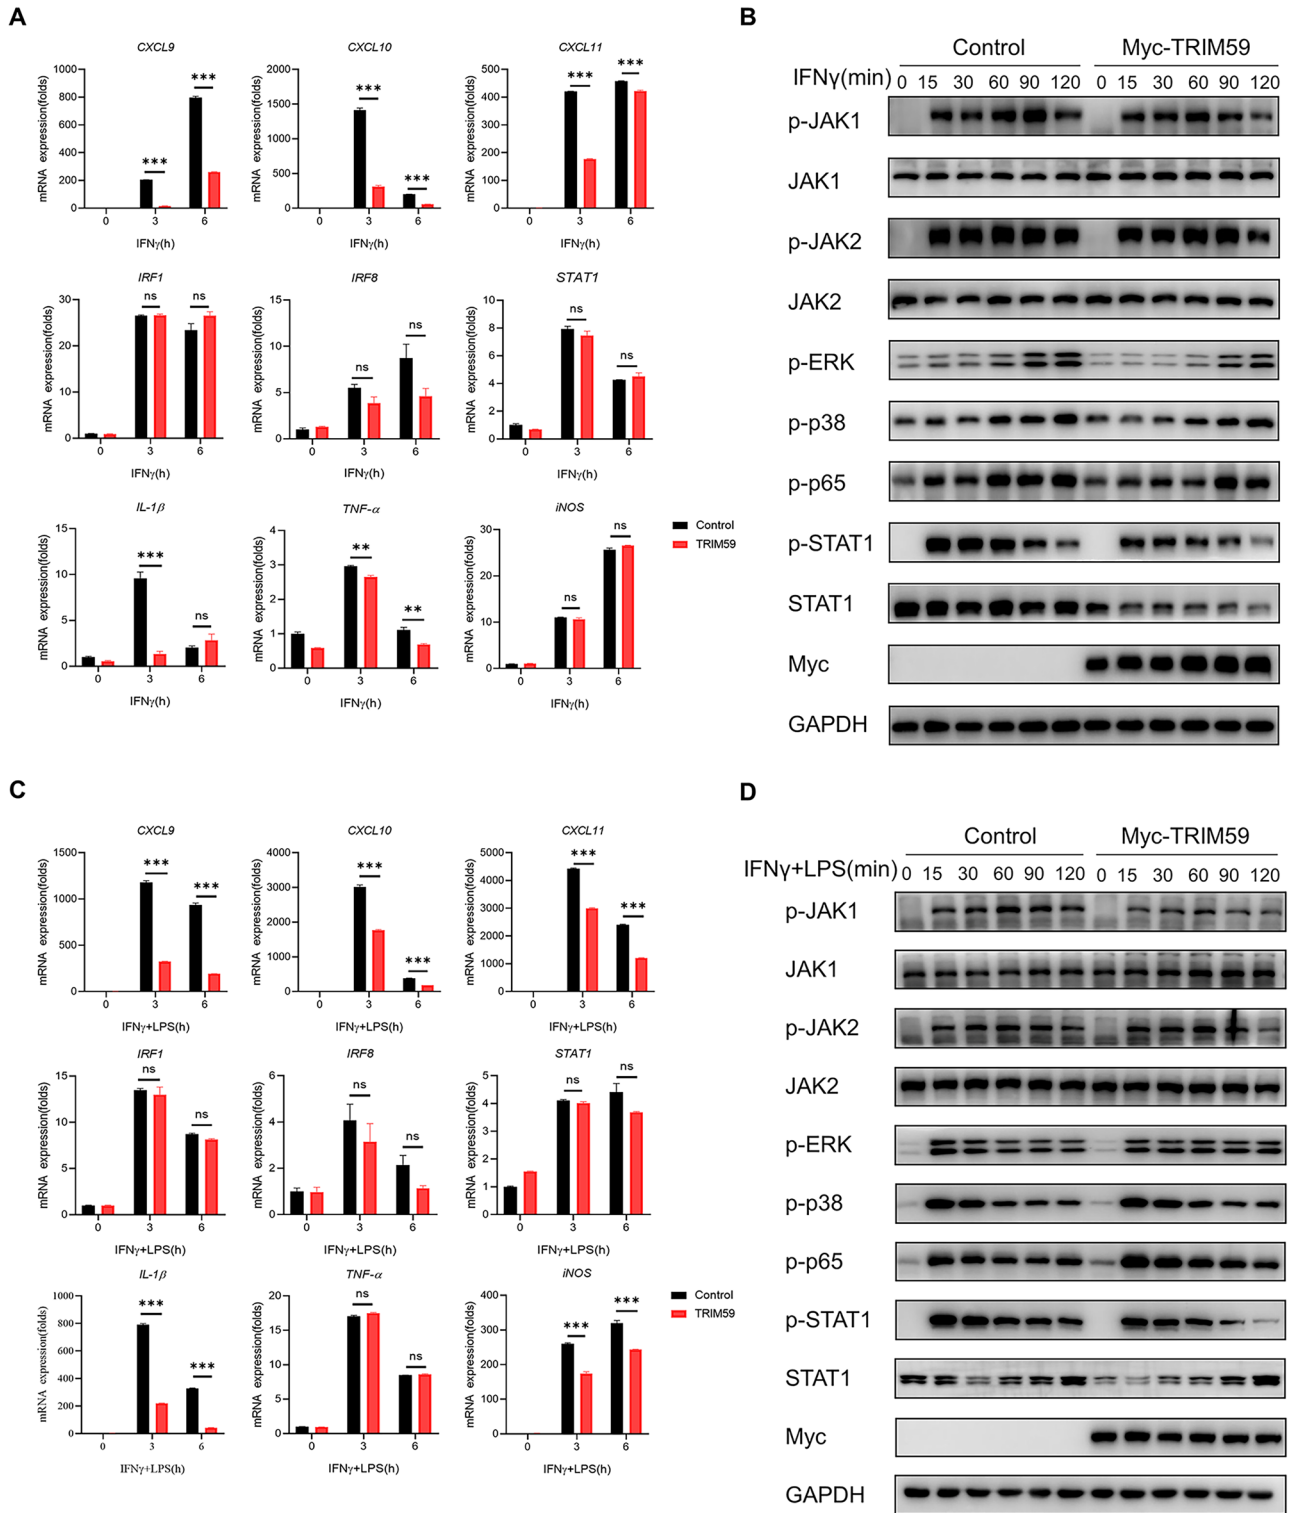 A
CXCL9
CXCL10
CXCL11
mRNA expression(folds)
1000
800
600
400
200
0
***
***
0 3 6
IFNγ(h)
mRNA expression(folds)
2000
1500
1000
500
0
***
***
0 3 6
IFNγ(h)
mRNA expression(folds)
500
400
300
200
100
0
***
***
0 3 6
IFNγ(h)
IRF1
IRF8
STAT1
mRNA expression(folds)
30
20
10
0
ns
ns
0 3 6
IFNγ(h)
mRNA expression(folds)
15
10
5
0
ns
ns
0 3 6
IFNγ(h)
mRNA expression(folds)
10
8
6
4
2
0
ns
ns
0 3 6
IFNγ(h)
IL-1β
TNF-α
iNOS
mRNA expression(folds)
15
10
5
0
***
ns
0 3 6
IFNγ(h)
mRNA expression(folds)
4
3
2
1
0
**
**
0 3 6
IFNγ(h)
mRNA expression(folds)
30
20
10
0
ns
ns
0 3 6
IFNγ(h)
Control
TRIM59
B
Control Myc-TRIM59
IFNγ(min) 0 15 30 60 90 120 0 15 30 60 90 120
p-JAK1
JAK1
p-JAK2
JAK2
p-ERK
p-p38
p-p65
p-STAT1
STAT1
Myc
GAPDH
C
CXCL9
CXCL10
CXCL11
mRNA expression(folds)
1500
1000
500
0
***
***
0 3 6
IFNγ+LPS(h)
mRNA expression(folds)
4000
3000
2000
1000
0
***
***
0 3 6
IFNγ+LPS(h)
mRNA expression(folds)
5000
4000
3000
2000
1000
0
***
***
0 3 6
IFNγ+LPS(h)
IRF1
IRF8
STAT1
mRNA expression(folds)
15
10
5
0
ns
ns
0 3 6
IFNγ+LPS(h)
mRNA expression(folds)
6
4
2
0
ns
ns
0 3 6
IFNγ+LPS(h)
mRNA expression(folds)
5
4
3
2
1
0
ns
ns
0 3 6
IFNγ+LPS(h)
IL-1β
TNF-α
iNOS
mRNA expression(folds)
1000
800
600
400
200
0
***
***
0 3 6
IFNγ+LPS(h)
mRNA expression(folds)
20
15
10
5
0
ns
ns
0 3 6
IFNγ+LPS(h)
mRNA expression(folds)
400
300
200
100
0
***
***
0 3 6
IFNγ+LPS(h)
Control
TRIM59
D
Control Myc-TRIM59
IFNγ+LPS(min) 0 15 30 60 90 120 0 15 30 60 90 120
p-JAK1
JAK1
p-JAK2
JAK2
p-ERK
p-p38
p-p65
p-STAT1
STAT1
Myc
GAPDH